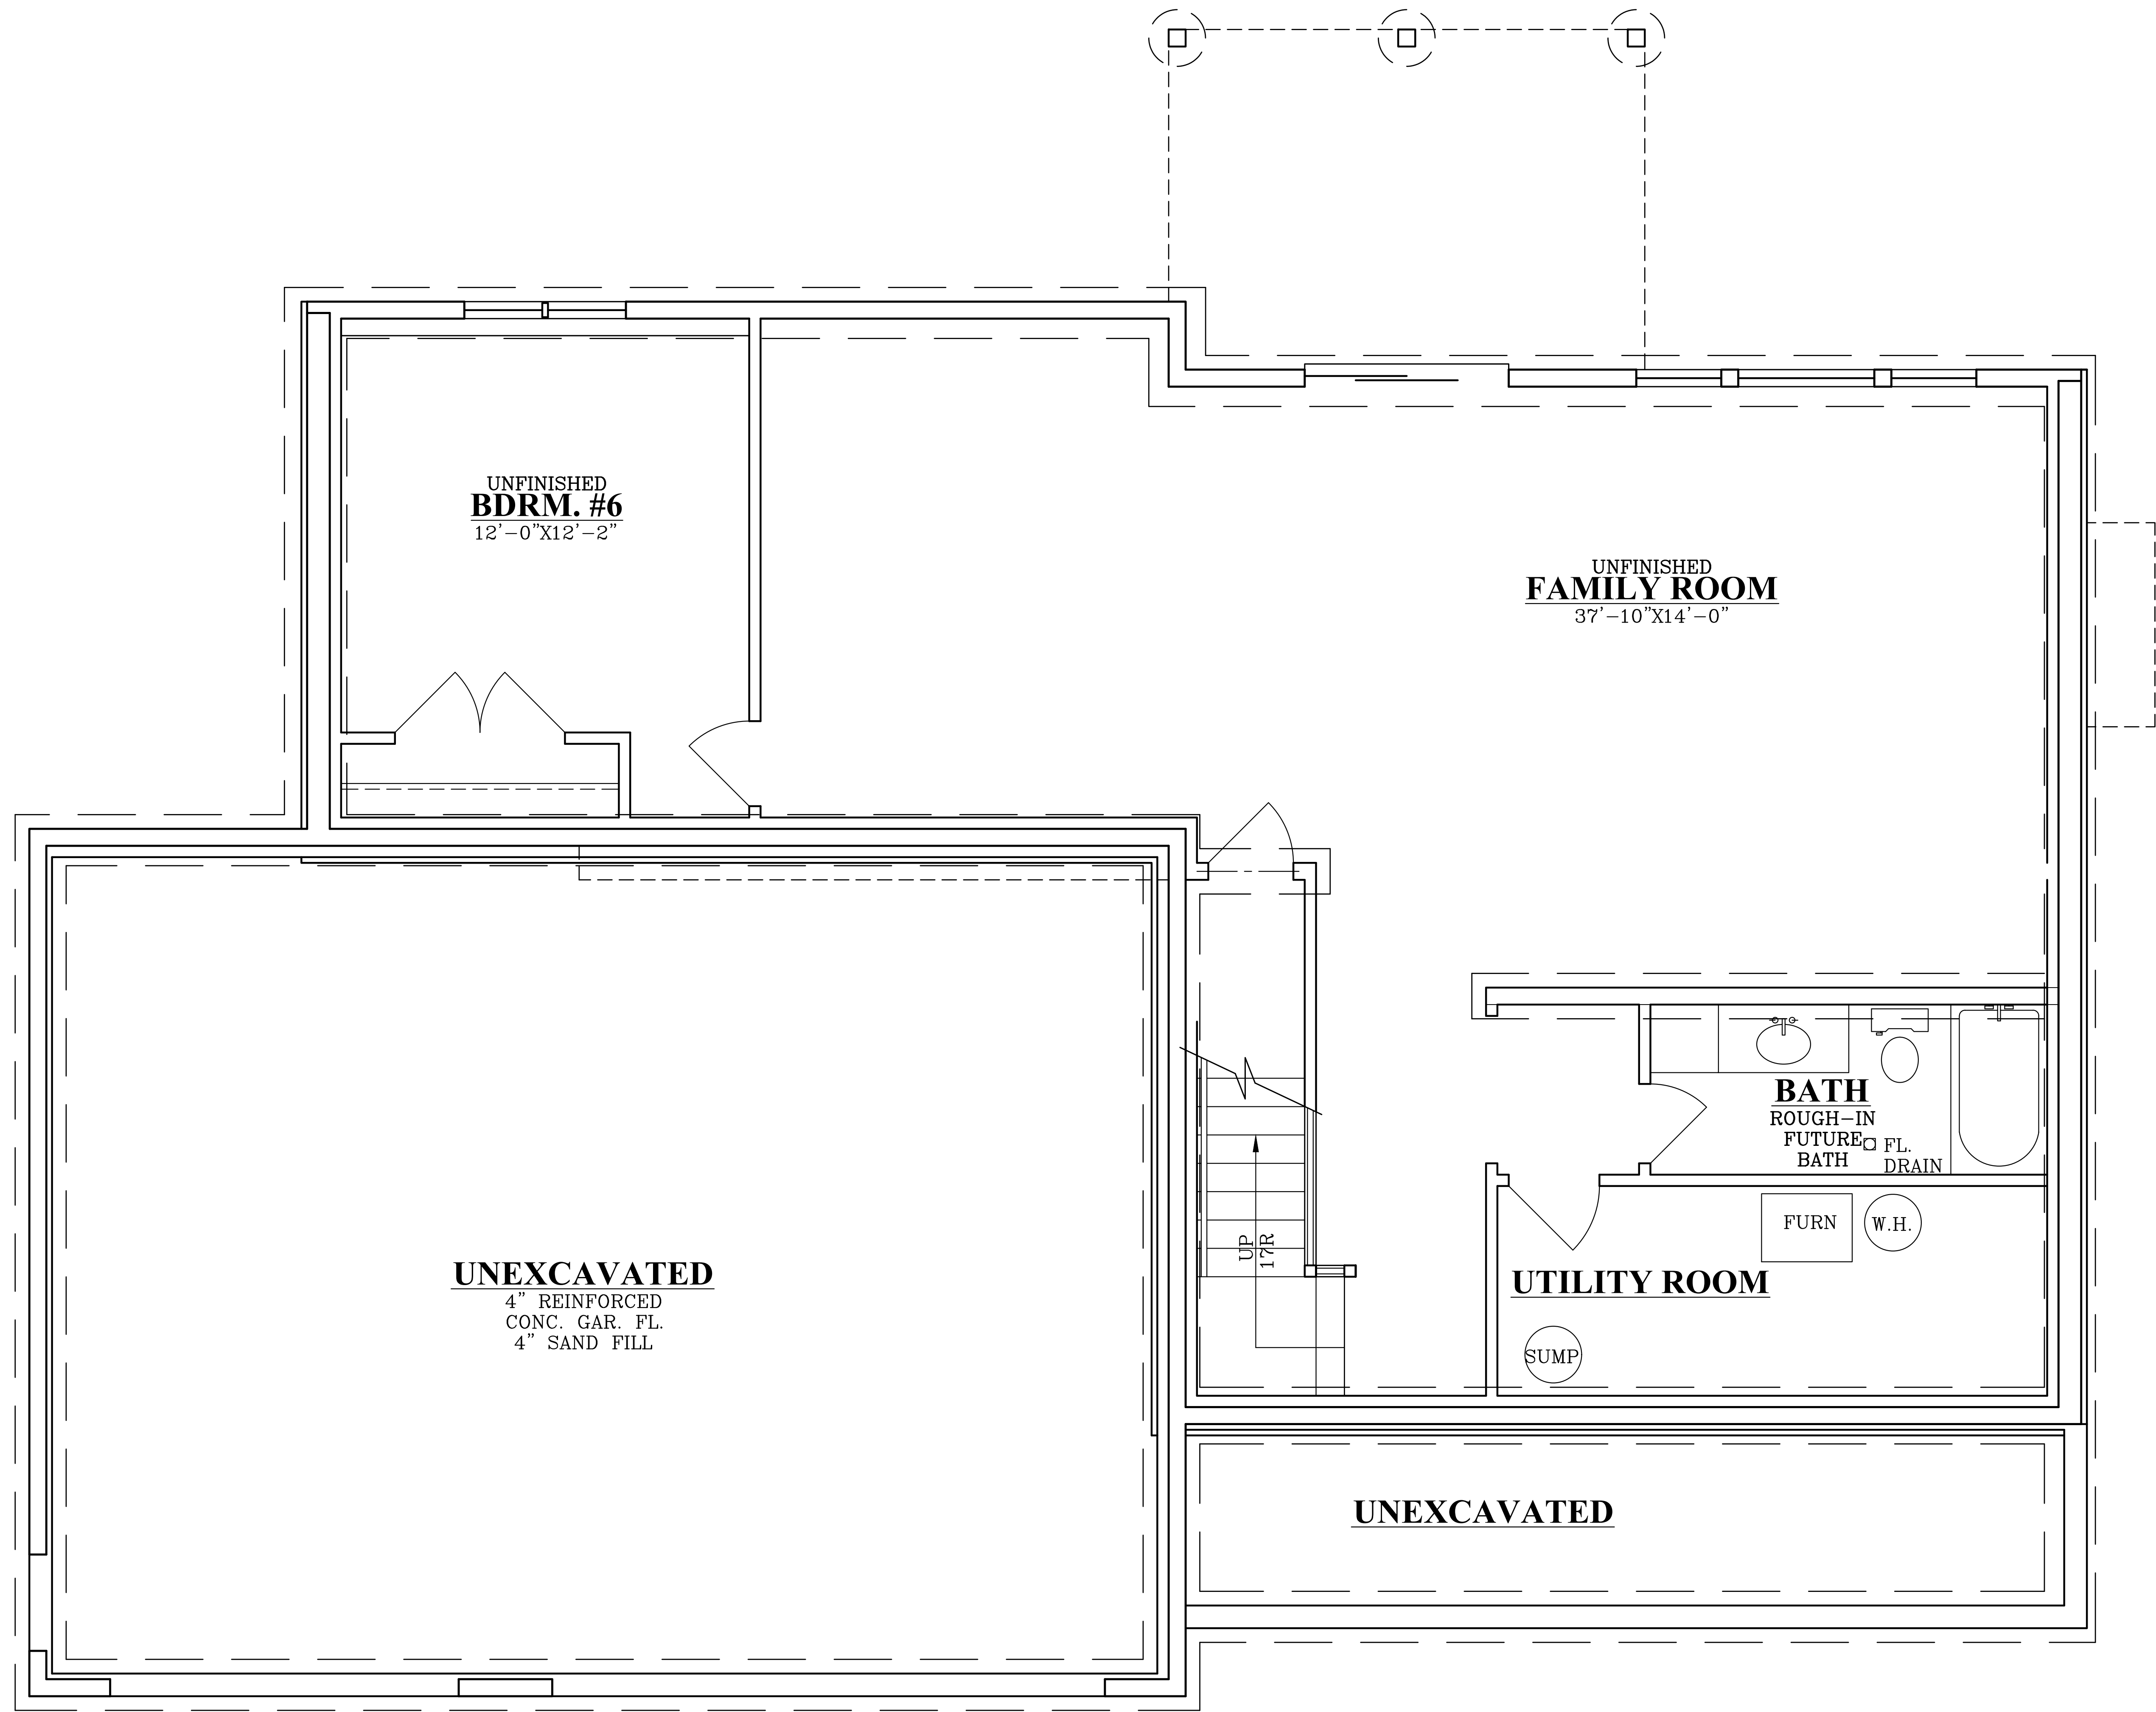 UNFINISHED
BDRM. #6
12'-0"X12'-2"
UNFINISHED
FAMILY ROOM
37'-10"X14'-0"
BATH
ROUGH-IN
FUTURE
BATH
FL.
DRAIN
FURN
W.H.
UTILITY ROOM
SUMP
UP
17R
UNEXCAVATED
4" REINFORCED
CONC. GAR. FL.
4" SAND FILL
UNEXCAVATED